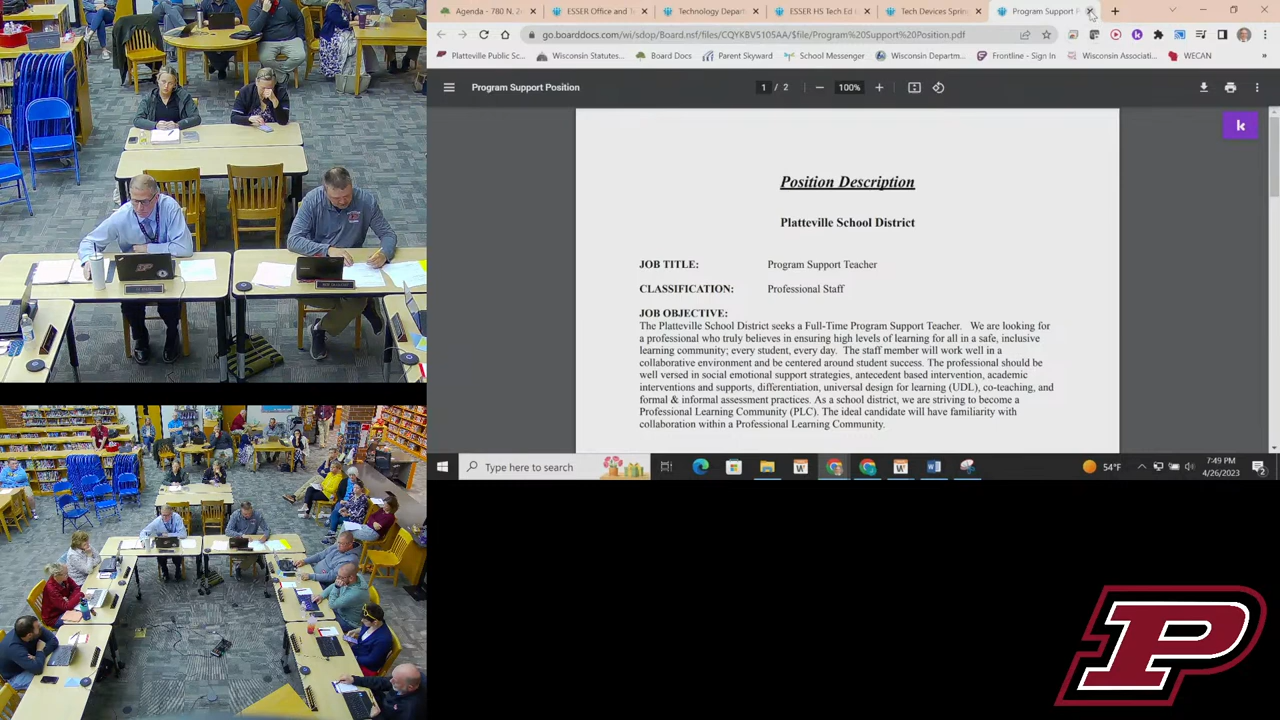 Agenda - 780 N. 2
ESSER Office and Te
Technology Depart
ESSER HS Tech Ed
Tech Devices Sprin
Program Support P
go.boarddocs.com/wi/sdop/Board.nsf/files/CQYKBV5105AA/$file/Program%20Support%20Position.pdf
Platteville Public Sc...
Wisconsin Statutes...
Board Docs
Parent Skyward
School Messenger
Wisconsin Departm...
Frontline - Sign In
Wisconsin Associati...
WECAN
»
Program Support Position
1 / 2
100%
k
Position Description
Platteville School District
JOB TITLE: Program Support Teacher
CLASSIFICATION: Professional Staff
JOB OBJECTIVE:
The Platteville School District seeks a Full-Time Program Support Teacher. We are looking for
a professional who truly believes in ensuring high levels of learning for all in a safe, inclusive
learning community; every student, every day. The staff member will work well in a
collaborative environment and be centered around student success. The professional should be
well versed in social emotional support strategies, antecedent based intervention, academic
interventions and supports, differentiation, universal design for learning (UDL), co-teaching, and
formal & informal assessment practices. As a school district, we are striving to become a
Professional Learning Community (PLC). The ideal candidate will have familiarity with
collaboration within a Professional Learning Community.
Type here to search
54°F
7:49 PM
4/26/2023
2
P